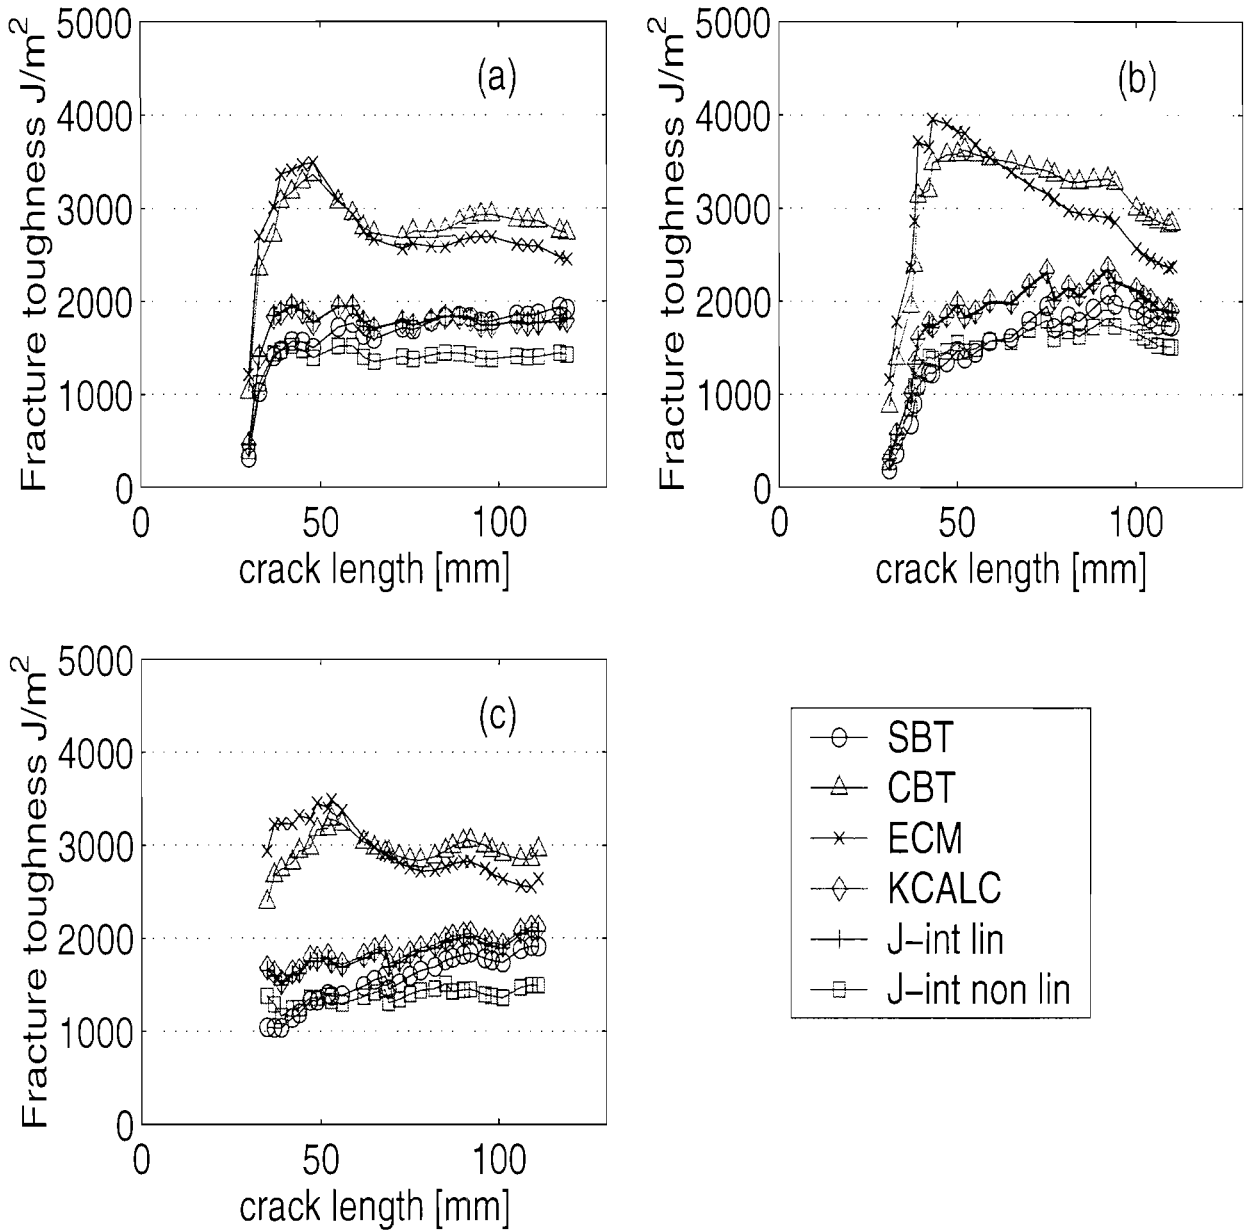 (a)
Fracture toughness J/m²
5000
4000
3000
2000
1000
0
0 50 100
crack length [mm]
(b)
Fracture toughness J/m²
5000
4000
3000
2000
1000
0
0 50 100
crack length [mm]
(c)
Fracture toughness J/m²
5000
4000
3000
2000
1000
0
0 50 100
crack length [mm]
SBT
CBT
ECM
KCALC
J-int lin
J-int non lin